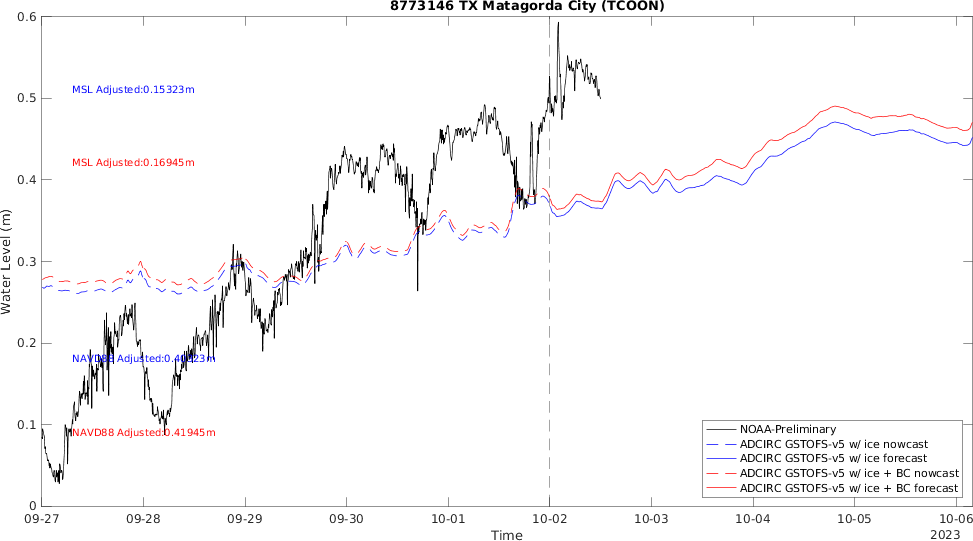 8773146 TX Matagorda City (TCOON)
0.6
0.5
0.4
0.3
0.2
0.1
0
Water Level (m)
MSL Adjusted:0.15323m
MSL Adjusted:0.16945m
NAVD88 Adjusted:0.40323m
NAVD88 Adjusted:0.41945m
NOAA-Preliminary
ADCIRC GSTOFS-v5 w/ ice nowcast
ADCIRC GSTOFS-v5 w/ ice forecast
ADCIRC GSTOFS-v5 w/ ice + BC nowcast
ADCIRC GSTOFS-v5 w/ ice + BC forecast
09-27 09-28 09-29 09-30 10-01 10-02 10-03 10-04 10-05 10-06
2023
Time